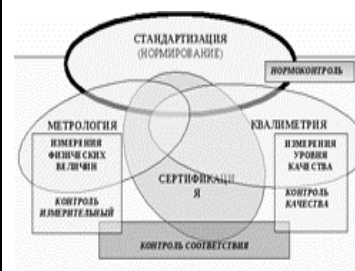 СТАНДАРТИЗАЦИЯ
(НОРМИРОВАНИЕ)
НОРМОКОНТРОЛЬ
МЕТРОЛОГИЯ
КВАЛИМЕТРИЯ
ИЗМЕРЕНИЯ
ФИЗИЧЕСКИХ
ВЕЛИЧИН
КОНТРОЛЬ
ИЗМЕРИТЕЛЬНЫЙ
СЕРТИФИКАЦИ
Я
ИЗМЕРЕНИЯ
УРОВНЯ
КАЧЕСТВА
КОНТРОЛЬ
КАЧЕСТВА
КОНТРОЛЬ СООТВЕТСТВИЯ